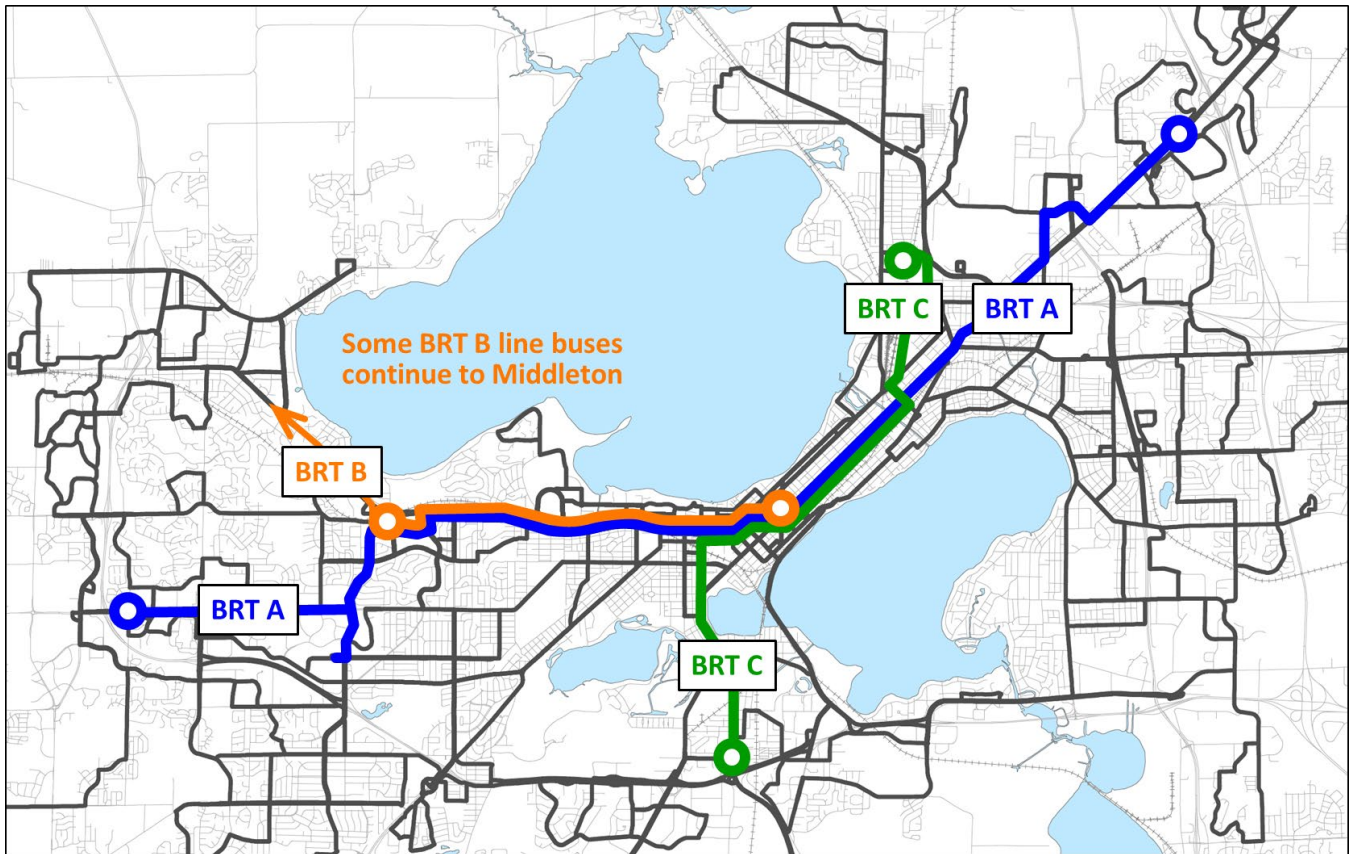 BRT C
BRT A
Some BRT B line buses
continue to Middleton
BRT B
BRT A
BRT C